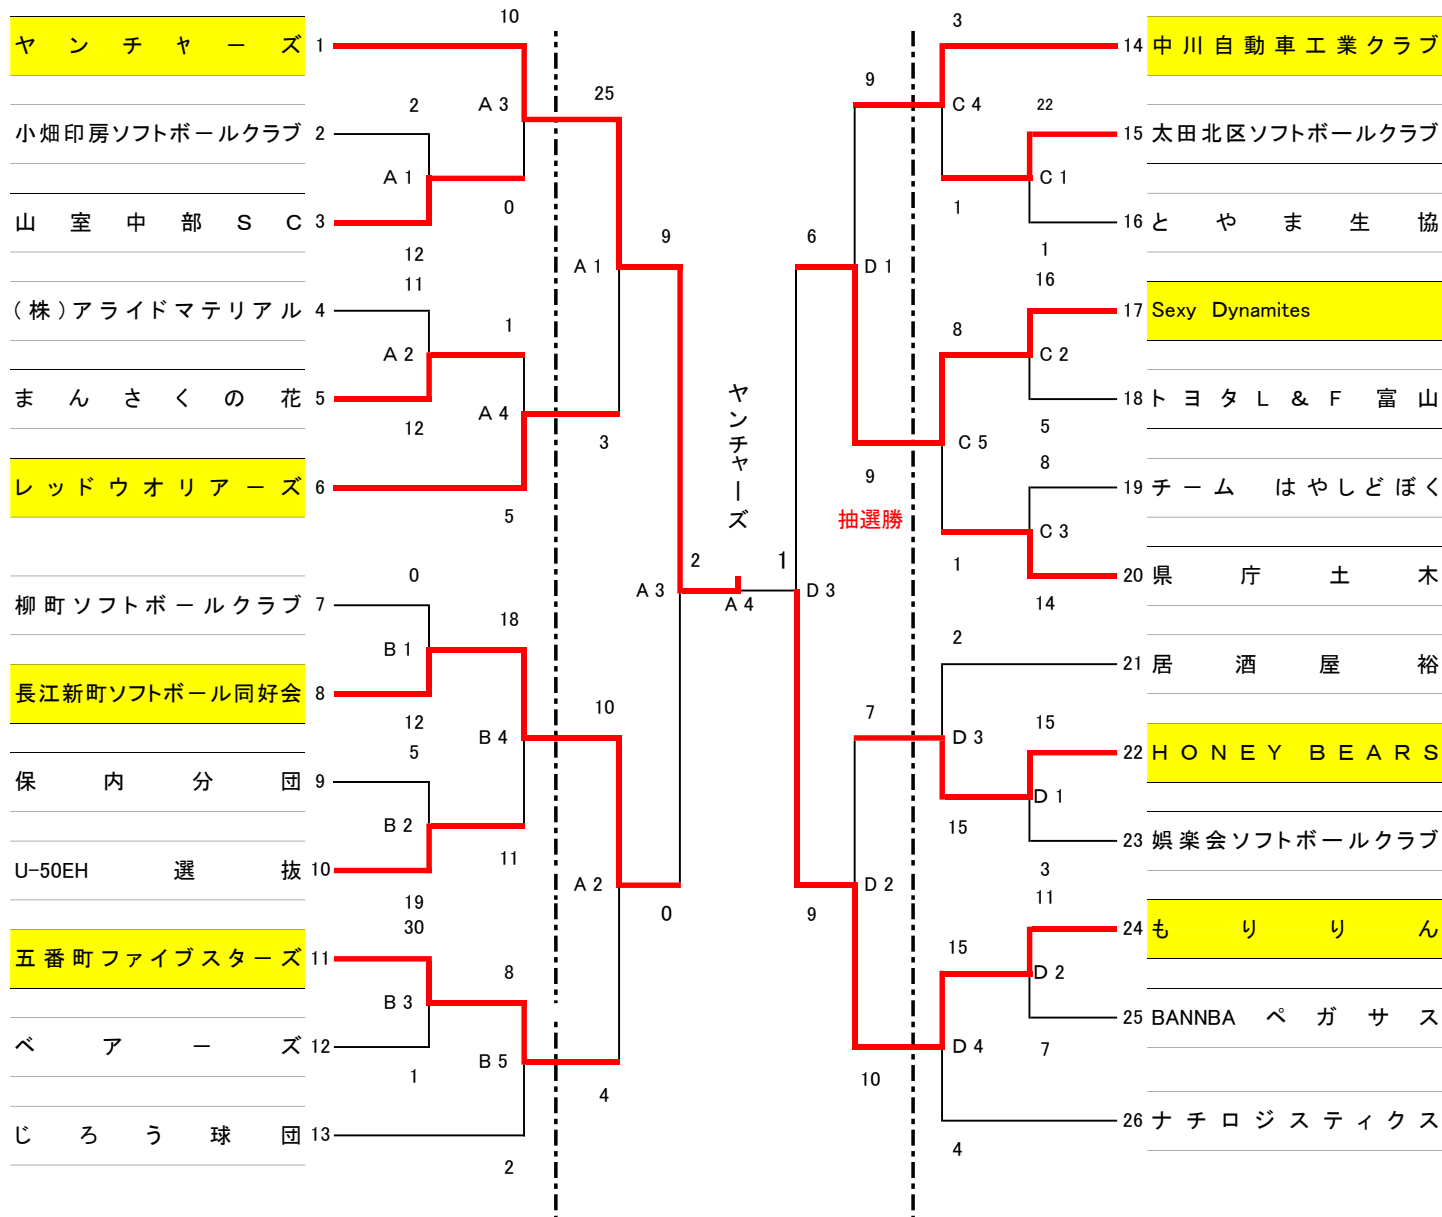 10
3
ヤンチャーズ 1
14 中川自動車工業クラブ
9
25
2
A 3
C 4
22
小畑印房ソフトボールクラブ 2
15 太田北区ソフトボールクラブ
A 1
C 1
0
1
山室中部SC 3
16 とやま生協
9
6
12
1
A 1
D 1
11
16
(株)アライドマテリアル 4
17 Sexy Dynamites
1
8
A 2
C 2
まんさくの花 5
18 トヨタL&F富山
ヤンチャーズ
A 4
12
5
3
C 5
8
9
レッドウオリアーズ 6
19 チーム はやしどぼく
5
抽選勝
C 3
2
1
1
0
20 県庁土木
A 3
D 3
A 4
14
柳町ソフトボールクラブ 7
18
2
B 1
21 居酒屋裕
長江新町ソフトボール同好会 8
10
7
12
15
B 4
D 3
5
22 HONEY BEARS
保内分団 9
D 1
B 2
15
23 娯楽会ソフトボールクラブ
11
3
U-50EH 選抜 10
A 2
D 2
11
19
0
9
30
24 もりりん
15
五番町ファイブスターズ 11
8
D 2
B 3
25 BANNBA ペガサス
ベアーズ 12
D 4
7
B 5
1
10
4
26 ナチロジスティクス
じろう球団 13
4
2